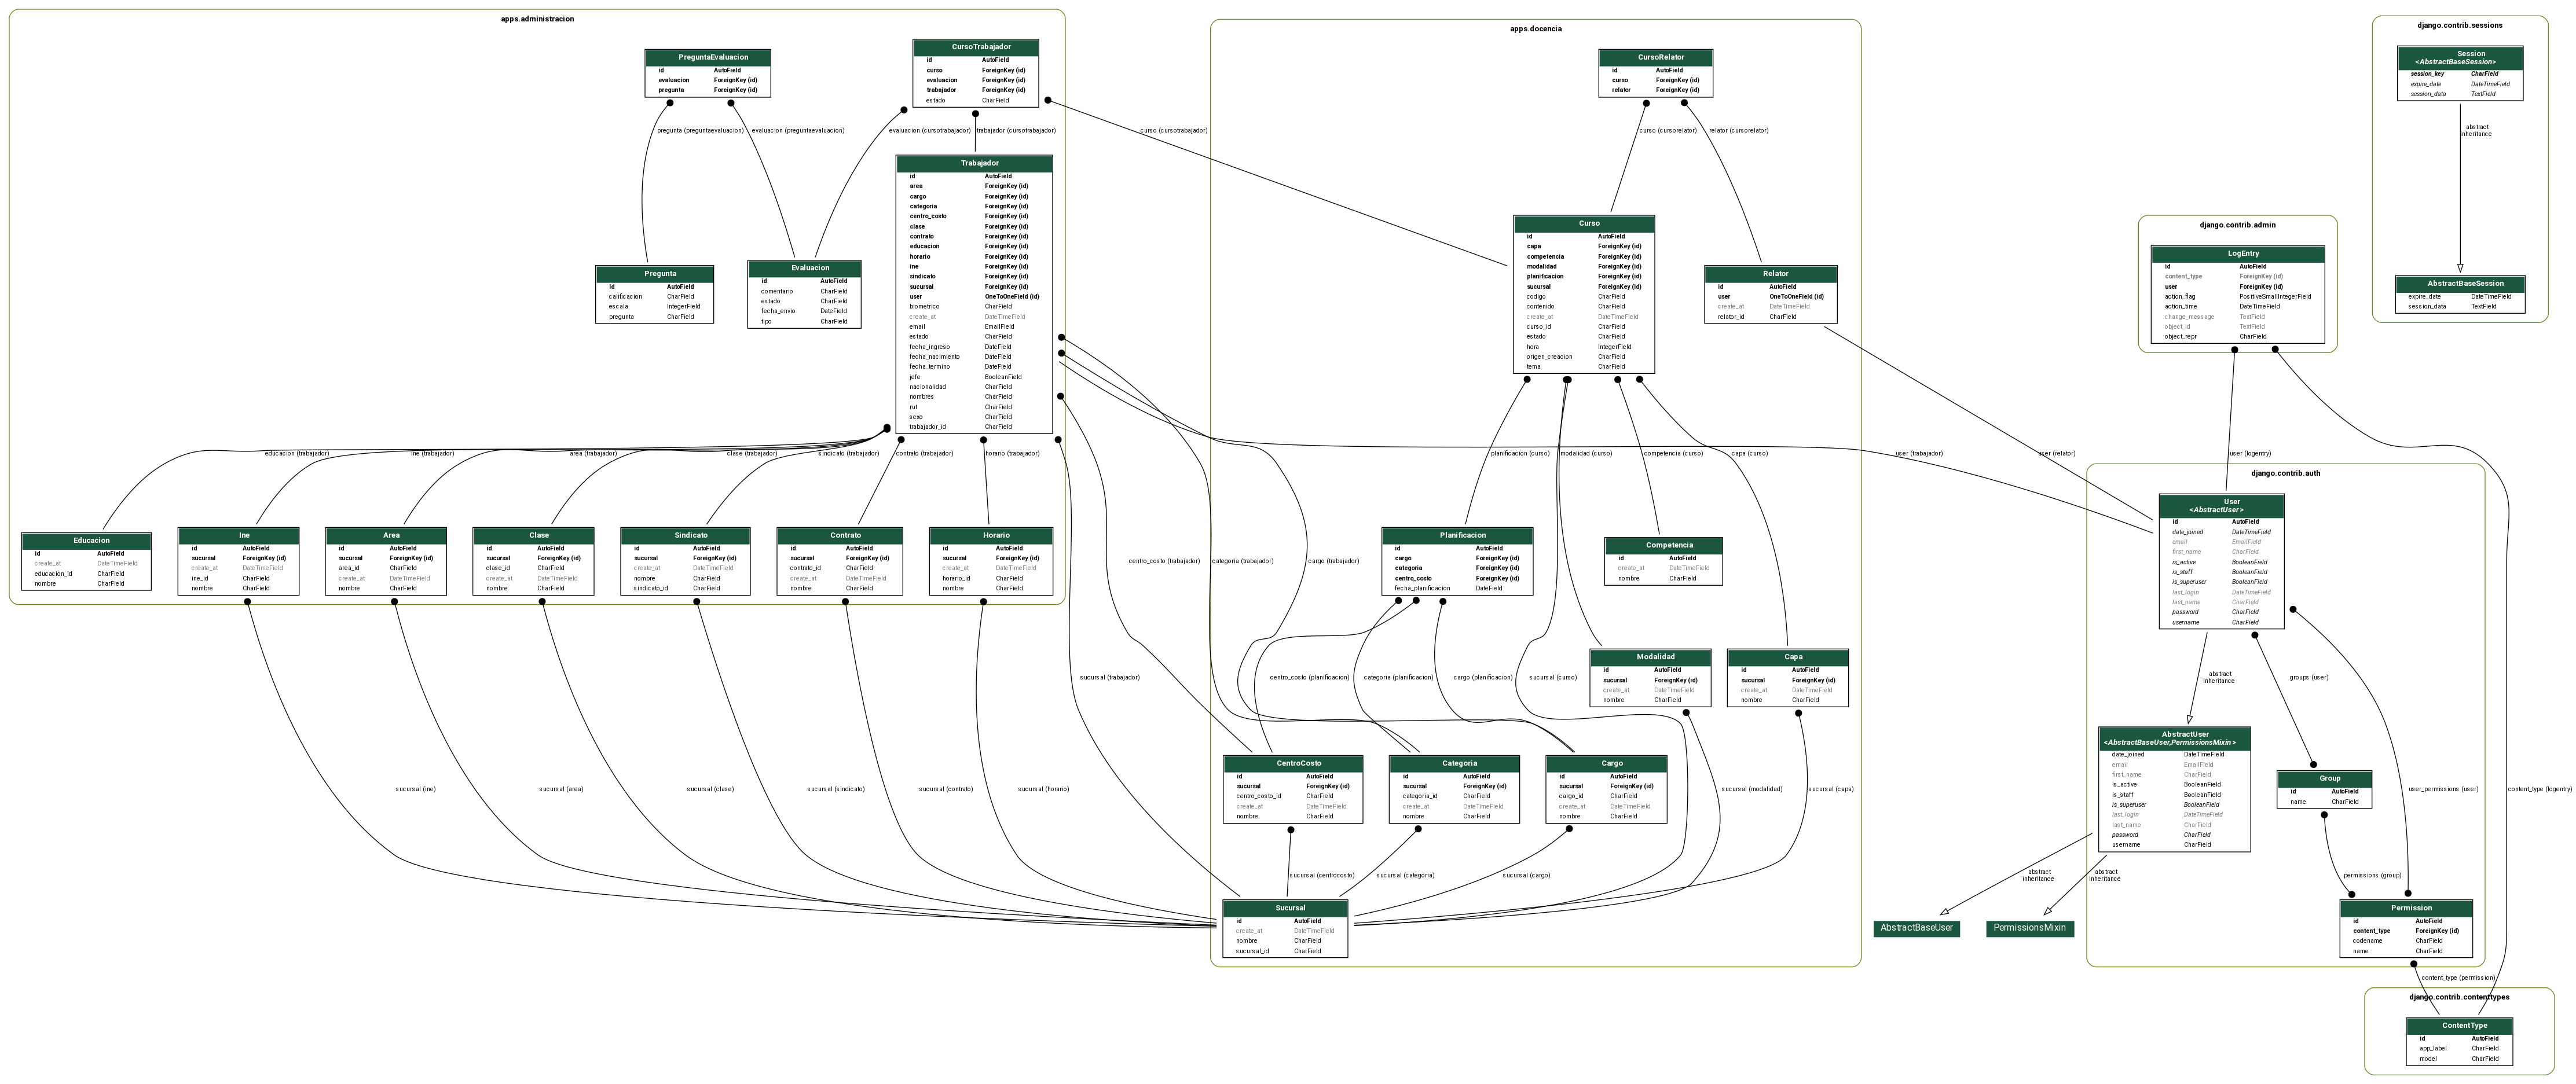 apps.administracion
PreguntaEvaluacion
id AutoField
evaluacion ForeignKey (id)
pregunta ForeignKey (id)
CursoTrabajador
id AutoField
curso ForeignKey (id)
evaluacion ForeignKey (id)
trabajador ForeignKey (id)
estado CharField
pregunta (preguntaevaluacion)
evaluacion (preguntaevaluacion)
evaluacion (cursotrabajador)
trabajador (cursotrabajador)
curso (cursotrabajador)
Trabajador
id AutoField
area ForeignKey (id)
cargo ForeignKey (id)
categoria ForeignKey (id)
centro_costo ForeignKey (id)
clase ForeignKey (id)
contrato ForeignKey (id)
educacion ForeignKey (id)
horario ForeignKey (id)
ine ForeignKey (id)
sindicato ForeignKey (id)
sucursal ForeignKey (id)
user OneToOneField (id)
biometrico CharField
create_at DateTimeField
email EmailField
estado CharField
fecha_ingreso DateField
fecha_nacimiento DateField
fecha_termino DateField
jefe BooleanField
nacionalidad CharField
nombres CharField
rut CharField
sexo CharField
trabajador_id CharField
Pregunta
id AutoField
calificacion CharField
escala IntegerField
pregunta CharField
Evaluacion
id AutoField
comentario CharField
estado CharField
fecha_envio DateField
tipo CharField
educacion (trabajador)
ine (trabajador)
area (trabajador)
clase (trabajador)
sindicato (trabajador)
contrato (trabajador)
horario (trabajador)
Educacion
id AutoField
create_at DateTimeField
educacion_id CharField
nombre CharField
Ine
id AutoField
sucursal ForeignKey (id)
create_at DateTimeField
ine_id CharField
nombre CharField
Area
id AutoField
sucursal ForeignKey (id)
area_id CharField
create_at DateTimeField
nombre CharField
Clase
id AutoField
sucursal ForeignKey (id)
clase_id CharField
create_at DateTimeField
nombre CharField
Sindicato
id AutoField
sucursal ForeignKey (id)
create_at DateTimeField
nombre CharField
sindicato_id CharField
Contrato
id AutoField
sucursal ForeignKey (id)
contrato_id CharField
create_at DateTimeField
nombre CharField
Horario
id AutoField
sucursal ForeignKey (id)
create_at DateTimeField
horario_id CharField
nombre CharField
centro_costo (trabajador)
categoria (trabajador)
cargo (trabajador)
sucursal (trabajador)
sucursal (ine)
sucursal (area)
sucursal (clase)
sucursal (sindicato)
sucursal (contrato)
sucursal (horario)
apps.docencia
CursoRelator
id AutoField
curso ForeignKey (id)
relator ForeignKey (id)
curso (cursorelator)
relator (cursorelator)
Curso
id AutoField
capa ForeignKey (id)
competencia ForeignKey (id)
modalidad ForeignKey (id)
planificacion ForeignKey (id)
sucursal ForeignKey (id)
codigo CharField
contenido CharField
create_at DateTimeField
curso_id CharField
estado CharField
hora IntegerField
origen_creacion CharField
tema CharField
Relator
id AutoField
user OneToOneField (id)
create_at DateTimeField
relator_id CharField
planificacion (curso)
modalidad (curso)
competencia (curso)
capa (curso)
user (trabajador)
user (relator)
Planificacion
id AutoField
cargo ForeignKey (id)
categoria ForeignKey (id)
centro_costo ForeignKey (id)
fecha_planificacion DateField
Competencia
id AutoField
create_at DateTimeField
nombre CharField
centro_costo (planificacion)
categoria (planificacion)
cargo (planificacion)
sucursal (curso)
Modalidad
id AutoField
sucursal ForeignKey (id)
create_at DateTimeField
nombre CharField
Capa
id AutoField
sucursal ForeignKey (id)
create_at DateTimeField
nombre CharField
CentroCosto
id AutoField
sucursal ForeignKey (id)
centro_costo_id CharField
create_at DateTimeField
nombre CharField
Categoria
id AutoField
sucursal ForeignKey (id)
categoria_id CharField
create_at DateTimeField
nombre CharField
Cargo
id AutoField
sucursal ForeignKey (id)
cargo_id CharField
create_at DateTimeField
nombre CharField
sucursal (modalidad)
sucursal (capa)
sucursal (centrocosto)
sucursal (categoria)
sucursal (cargo)
Sucursal
id AutoField
create_at DateTimeField
nombre CharField
sucursal_id CharField
django.contrib.sessions
Session
<AbstractBaseSession>
session_key CharField
expire_date DateTimeField
session_data TextField
abstract
inheritance
AbstractBaseSession
expire_date DateTimeField
session_data TextField
django.contrib.admin
LogEntry
id AutoField
content_type ForeignKey (id)
user ForeignKey (id)
action_flag PositiveSmallIntegerField
action_time DateTimeField
change_message TextField
object_id TextField
object_repr CharField
user (logentry)
django.contrib.auth
User
<AbstractUser>
id AutoField
date_joined DateTimeField
email EmailField
first_name CharField
is_active BooleanField
is_staff BooleanField
is_superuser BooleanField
last_login DateTimeField
last_name CharField
password CharField
username CharField
abstract
inheritance
groups (user)
AbstractUser
<AbstractBaseUser,PermissionsMixin>
date_joined DateTimeField
email EmailField
first_name CharField
is_active BooleanField
is_staff BooleanField
is_superuser BooleanField
last_login DateTimeField
last_name CharField
password CharField
username CharField
Group
id AutoField
name CharField
user_permissions (user)
content_type (logentry)
abstract
inheritance
abstract
inheritance
permissions (group)
AbstractBaseUser
PermissionsMixin
Permission
id AutoField
content_type ForeignKey (id)
codename CharField
name CharField
content_type (permission)
django.contrib.contenttypes
ContentType
id AutoField
app_label CharField
model CharField